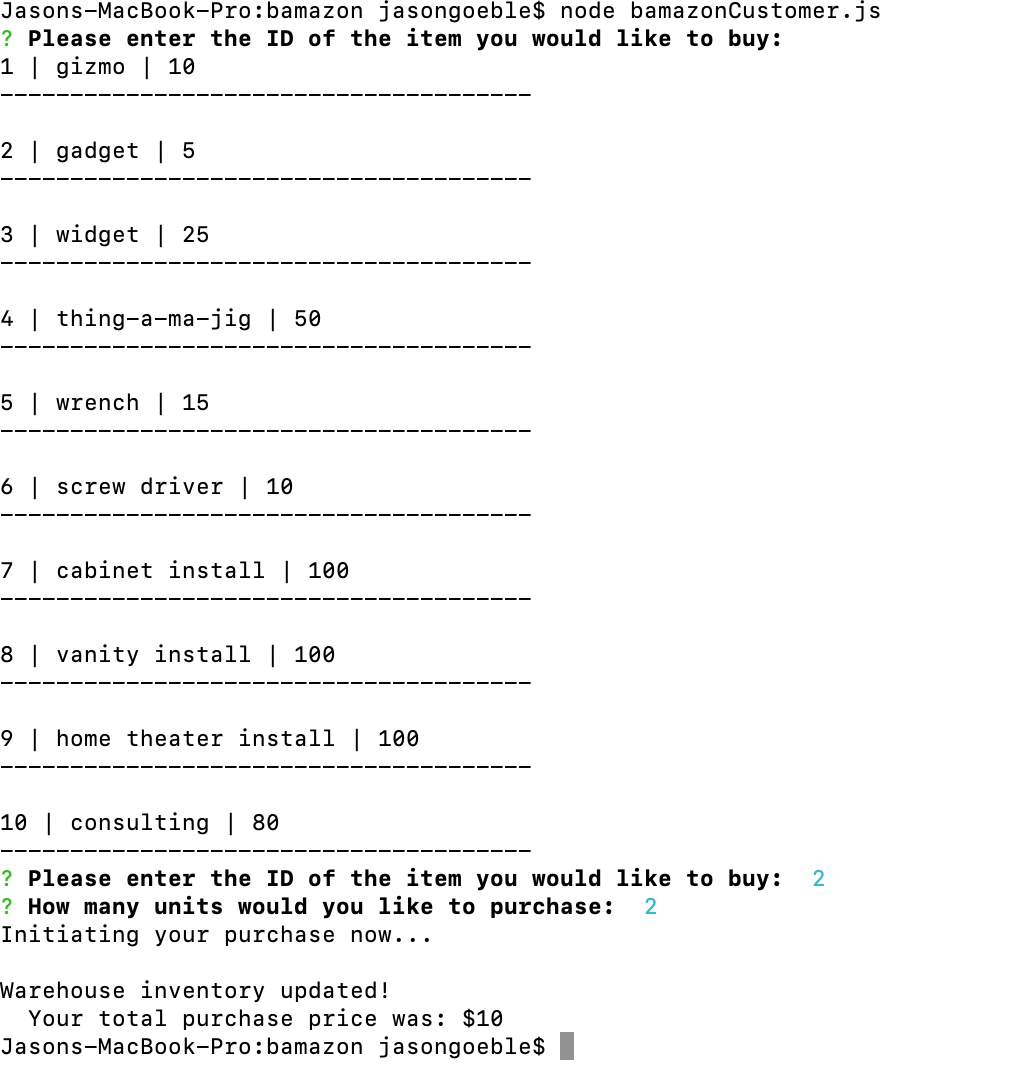 Jasons-MacBook-Pro:bamazon jasongoeble$ node bamazonCustomer.js
? Please enter the ID of the item you would like to buy:
1 | gizmo | 10
--------------------------------------
2 | gadget | 5
--------------------------------------
3 | widget | 25
--------------------------------------
4 | thing-a-ma-jig | 50
--------------------------------------
5 | wrench | 15
--------------------------------------
6 | screw driver | 10
--------------------------------------
7 | cabinet install | 100
--------------------------------------
8 | vanity install | 100
--------------------------------------
9 | home theater install | 100
--------------------------------------
10 | consulting | 80
--------------------------------------
? Please enter the ID of the item you would like to buy:  2
? How many units would you like to purchase:  2
Initiating your purchase now...
Warehouse inventory updated!
  Your total purchase price was: $10
Jasons-MacBook-Pro:bamazon jasongoeble$